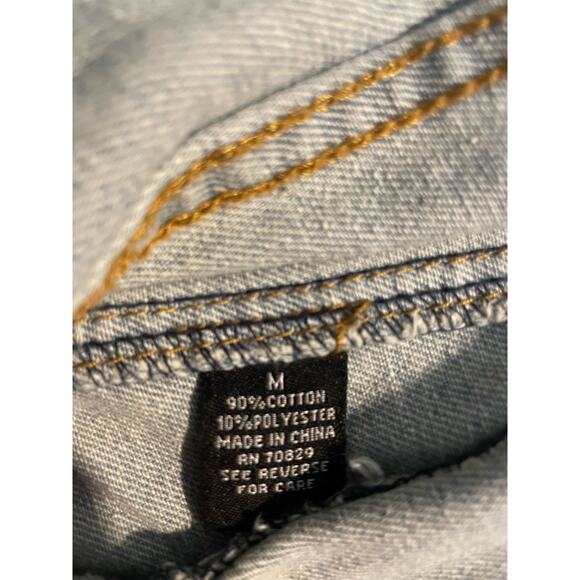 M
90%COTTON
10%POLYESTER
MADE IN CHINA
RN 70829
SEE REVERSE
FOR CARE